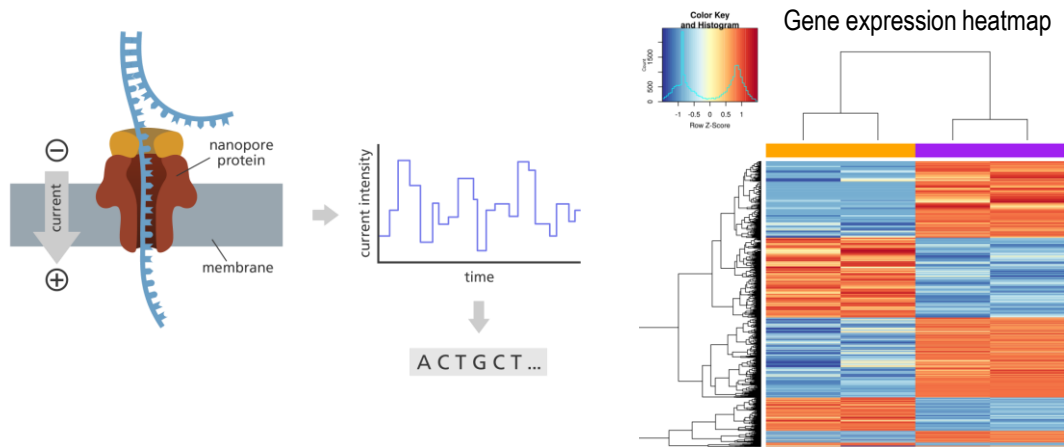 nanopore
protein
current
−
+
membrane
current intensity
time
A C T G C T ...
Gene expression heatmap
Color Key
and Histogram
Count
0 500 1500
-1 -0.5 0 0.5 1
Row Z-Score